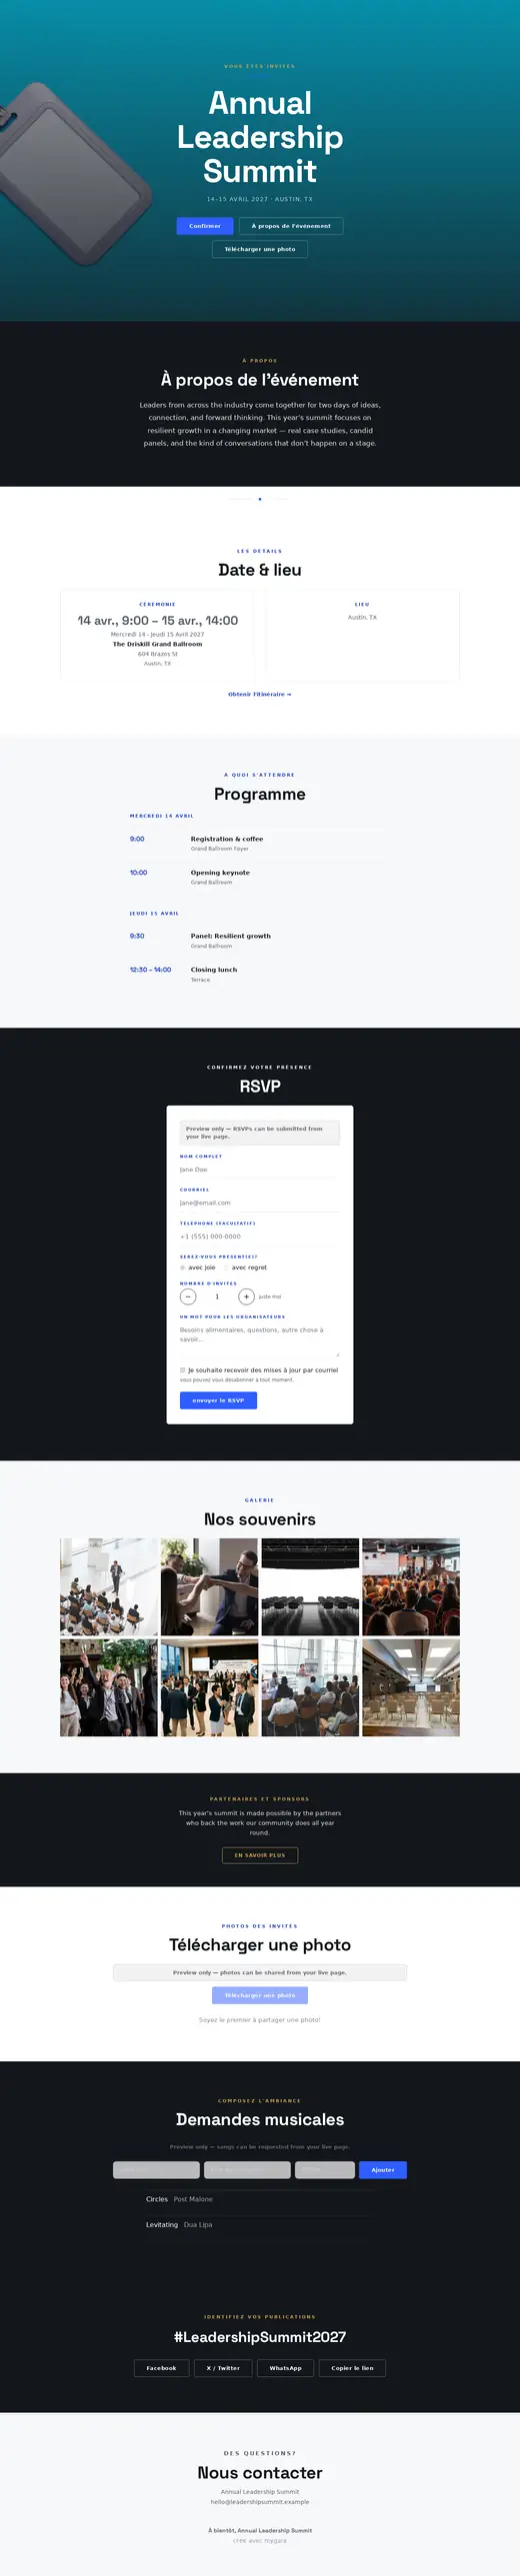 VOUS ÊTES INVITÉS
Annual
Leadership
Summit
14–15 AVRIL 2027 · AUSTIN, TX
Confirmer
À propos de l'événement
Télécharger une photo
À PROPOS
À propos de l'événement
Leaders from across the industry come together for two days of ideas,
connection, and forward thinking. This year's summit focuses on
resilient growth in a changing market — real case studies, candid
panels, and the kind of conversations that don't happen on a stage.
LES DÉTAILS
Date & lieu
CÉRÉMONIE
14 avr., 9:00 – 15 avr., 14:00
Mercredi 14 - Jeudi 15 Avril 2027
The Driskill Grand Ballroom
604 Brazos St
Austin, TX
LIEU
Austin, TX
Obtenir l'itinéraire →
À QUOI S'ATTENDRE
Programme
MERCREDI 14 AVRIL
9:00 Registration & coffee
Grand Ballroom Foyer
10:00 Opening keynote
Grand Ballroom
JEUDI 15 AVRIL
9:30 Panel: Resilient growth
Grand Ballroom
12:30 – 14:00 Closing lunch
Terrace
CONFIRMEZ VOTRE PRÉSENCE
RSVP
Preview only — RSVPs can be submitted from
your live page.
NOM COMPLET
Jane Doe
COURRIEL
jane@email.com
TÉLÉPHONE (FACULTATIF)
+1 (555) 000-0000
SEREZ-VOUS PRÉSENT(E)?
avec joie avec regret
NOMBRE D'INVITÉS
− 1 + juste moi
UN MOT POUR LES ORGANISATEURS
Besoins alimentaires, questions, autre chose à
savoir...
Je souhaite recevoir des mises à jour par courriel
vous pouvez vous désabonner à tout moment.
envoyer le RSVP
GALERIE
Nos souvenirs
PARTENAIRES ET SPONSORS
This year's summit is made possible by the partners
who back the work our community does all year
round.
EN SAVOIR PLUS
PHOTOS DES INVITÉS
Télécharger une photo
Preview only — photos can be shared from your live page.
Télécharger une photo
Soyez le premier à partager une photo!
COMPOSEZ L'AMBIANCE
Demandes musicales
Preview only — songs can be requested from your live page.
Ajouter
Circles Post Malone
Levitating Dua Lipa
IDENTIFIEZ VOS PUBLICATIONS
#LeadershipSummit2027
Facebook
X / Twitter
WhatsApp
Copier le lien
DES QUESTIONS?
Nous contacter
Annual Leadership Summit
hello@leadershipsummit.example
À bientôt, Annual Leadership Summit
créé avec mygala